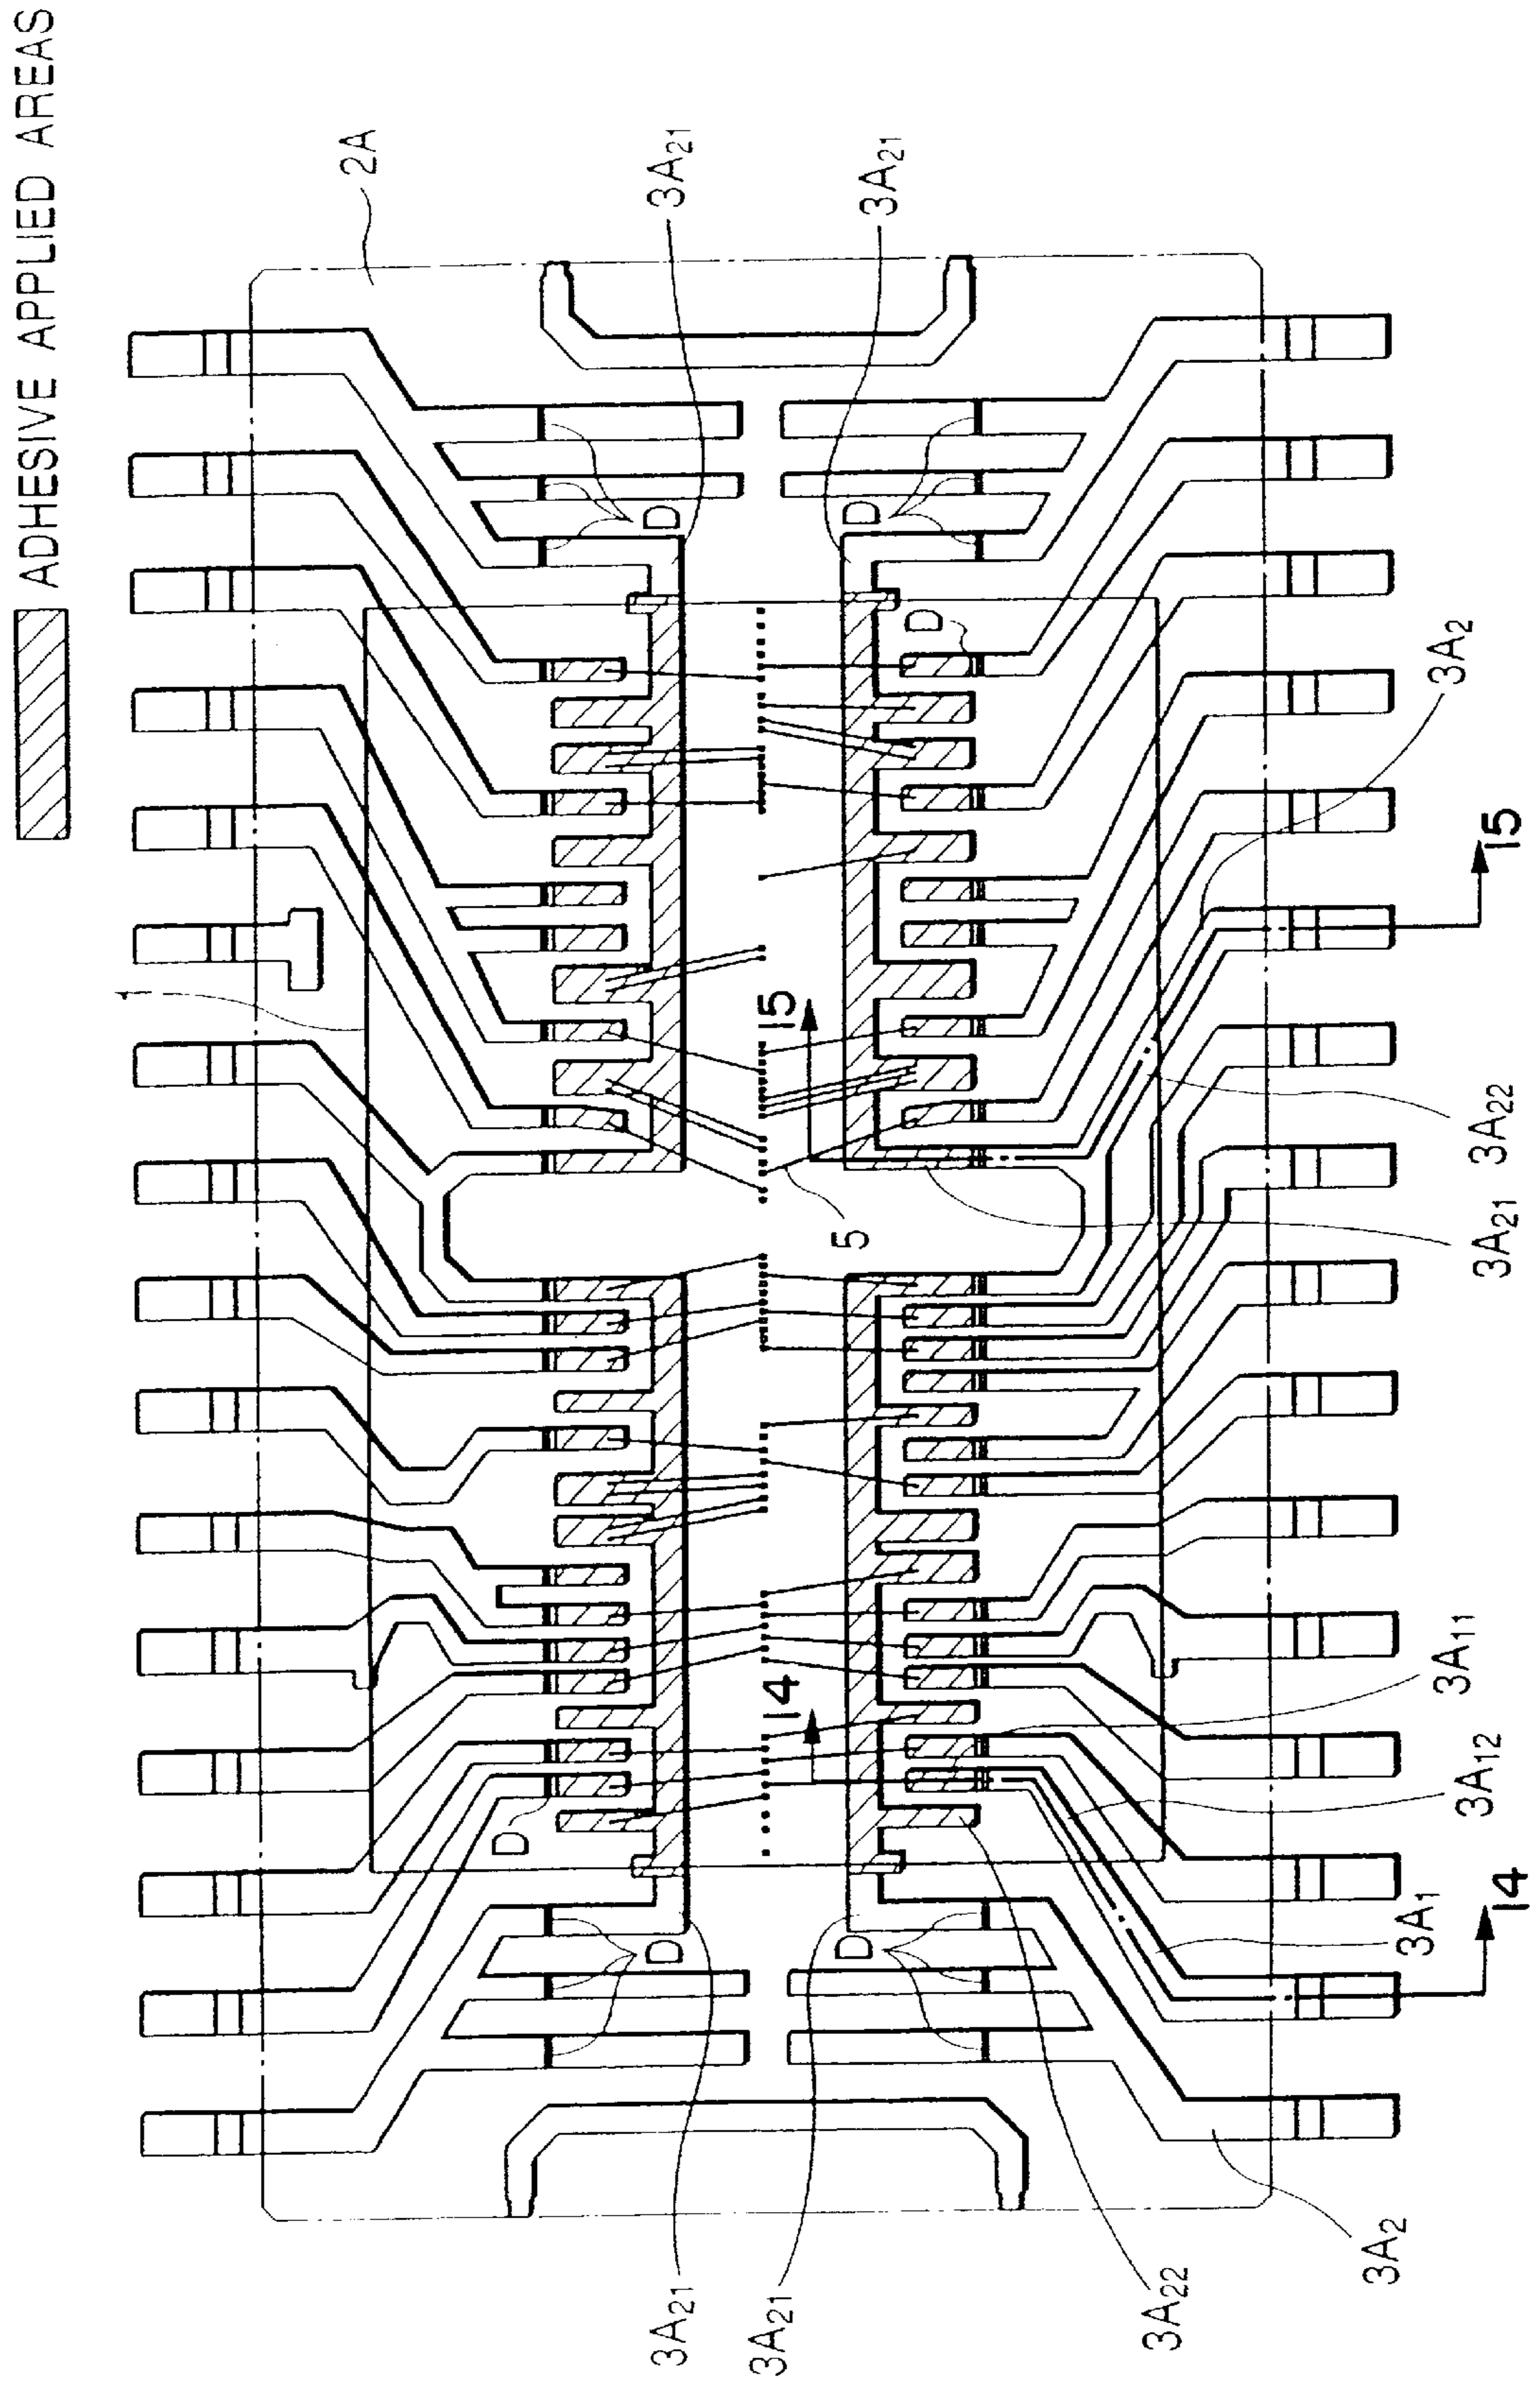 ADHESIVE APPLIED AREAS
2A
3A21
3A21
D
D
D
1
15
15
3A2
3A22
3A21
5
14
14
3A11
3A12
3A1
D
D
D
3A21
3A21
3A22
3A2